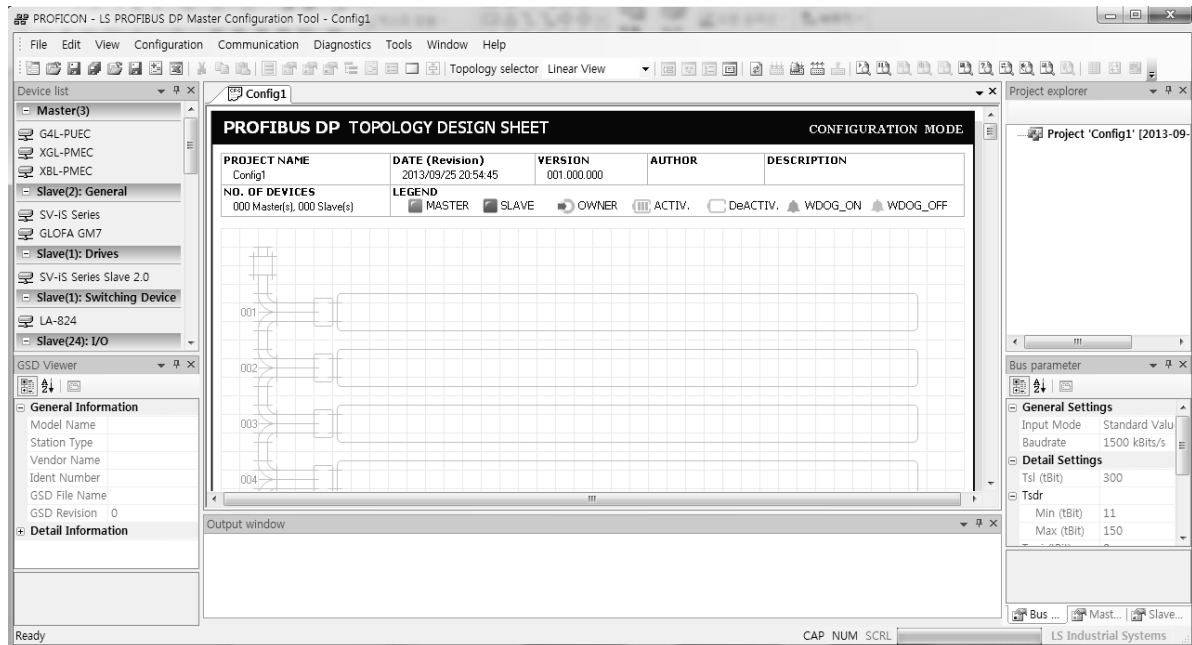 PROFICON - LS PROFIBUS DP Master Configuration Tool - Config1
File Edit View Configuration Communication Diagnostics Tools Window Help
Topology selector Linear View
Device list
Master(3)
G4L-PUEC
XGL-PMEC
XBL-PMEC
Slave(2): General
SV-iS Series
GLOFA GM7
Slave(1): Drives
SV-iS Series Slave 2.0
Slave(1): Switching Device
LA-824
Slave(24): I/O
GSD Viewer
General Information
Model Name
Station Type
Vendor Name
Ident Number
GSD File Name
GSD Revision 0
Detail Information
Config1
PROFIBUS DP TOPOLOGY DESIGN SHEET CONFIGURATION MODE
PROJECT NAME DATE (Revision) VERSION AUTHOR DESCRIPTION
Config1 2013/09/25 20:54:45 001.000.000
NO. OF DEVICES LEGEND
000 Master(s), 000 Slave(s) MASTER SLAVE OWNER ACTIV. DeACTIV. WDOG_ON WDOG_OFF
001
002
003
004
Output window
Project explorer
Project 'Config1' [2013-09-
Bus parameter
General Settings
Input Mode Standard Valu
Baudrate 1500 kBits/s
Detail Settings
Tsl (tBit) 300
Tsdr
Min (tBit) 11
Max (tBit) 150
Bus ... Mast... Slave...
Ready CAP NUM SCRL LS Industrial Systems